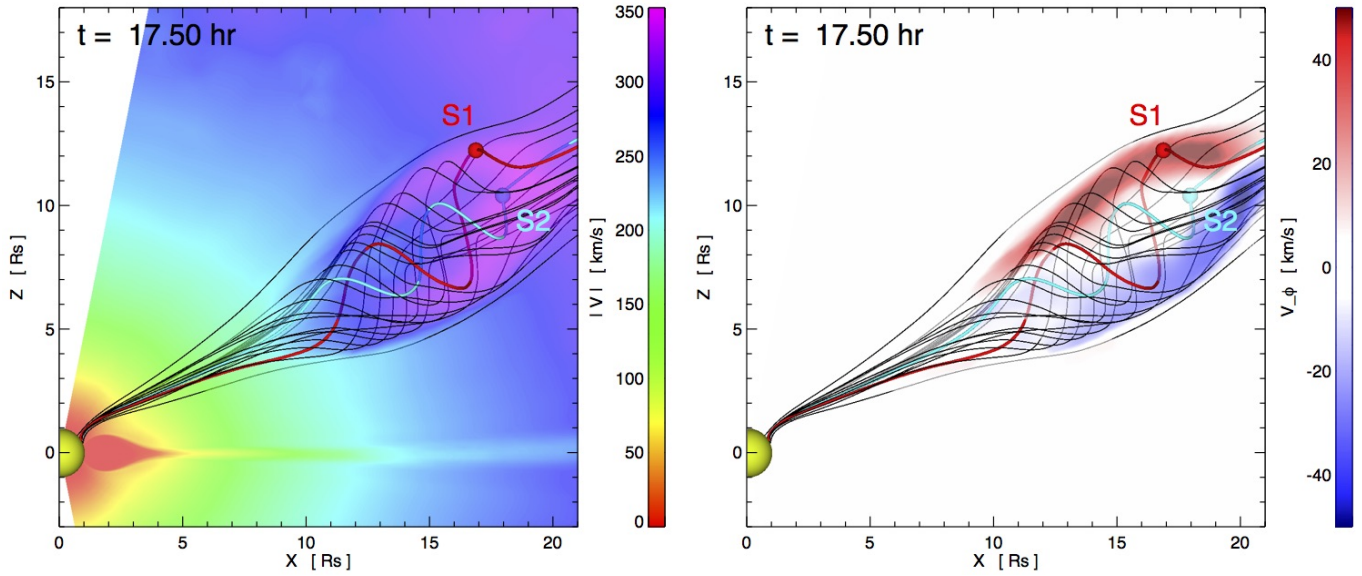 t = 17.50 hr
S1
S2
15
10
5
0
Z [ Rs ]
0
5
10
15
20
X [ Rs ]
350
300
250
200
150
100
50
0
| V | [ km/s ]
t = 17.50 hr
S1
S2
15
10
5
0
Z [ Rs ]
0
5
10
15
20
X [ Rs ]
40
20
0
-20
-40
V_ϕ [ km/s ]